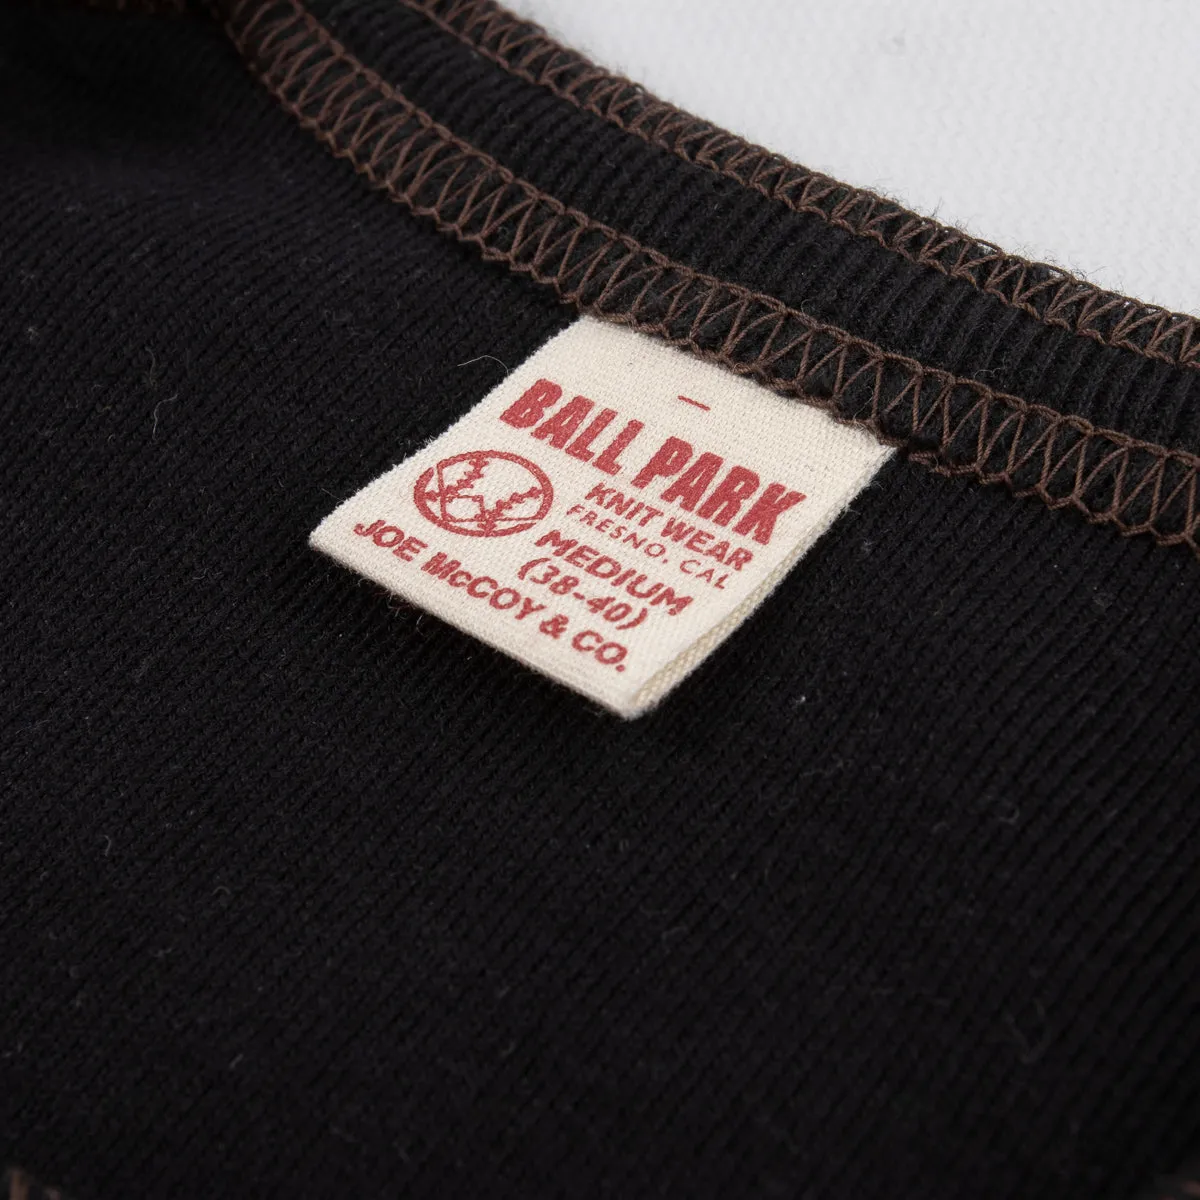 BALL PARK
KNIT WEAR
FRESNO, CAL
MEDIUM
(38-40)
JOE McCOY & CO.